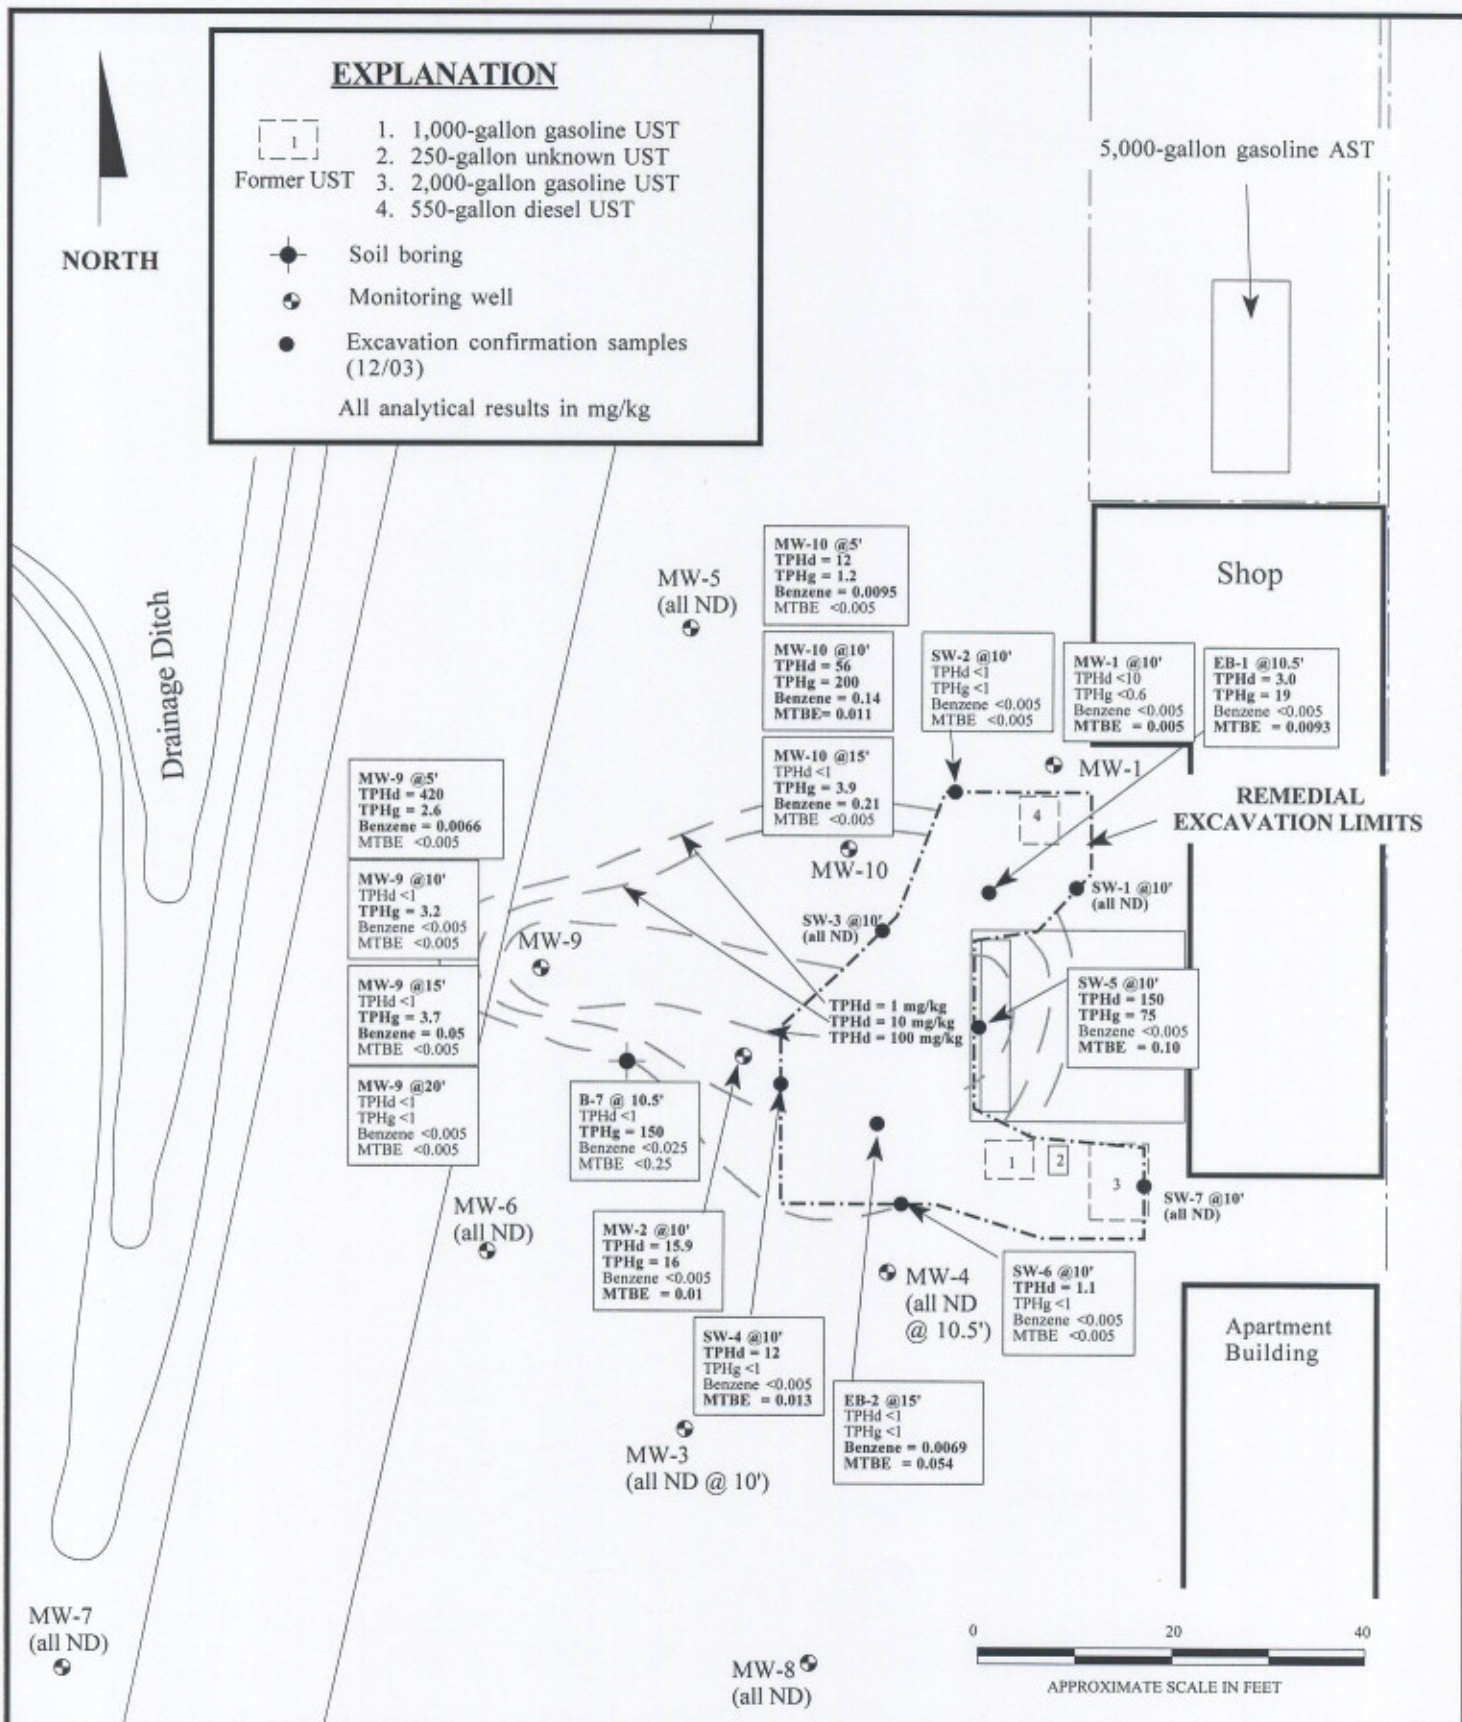 EXPLANATION
1
Former UST
1. 1,000-gallon gasoline UST
2. 250-gallon unknown UST
3. 2,000-gallon gasoline UST
4. 550-gallon diesel UST
Soil boring
Monitoring well
Excavation confirmation samples
(12/03)
All analytical results in mg/kg
NORTH
5,000-gallon gasoline AST
Shop
Drainage Ditch
MW-5
(all ND)
MW-10 @5'
TPHd = 12
TPHg = 1.2
Benzene = 0.0095
MTBE <0.005
MW-10 @10'
TPHd = 56
TPHg = 200
Benzene = 0.14
MTBE= 0.011
MW-10 @15'
TPHd <1
TPHg = 3.9
Benzene = 0.21
MTBE <0.005
MW-10
SW-2 @10'
TPHd <1
TPHg <1
Benzene <0.005
MTBE <0.005
MW-1 @10'
TPHd <10
TPHg <0.6
Benzene <0.005
MTBE = 0.005
EB-1 @10.5'
TPHd = 3.0
TPHg = 19
Benzene <0.005
MTBE = 0.0093
MW-1
REMEDIAL
EXCAVATION LIMITS
4
SW-1 @10'
(all ND)
SW-3 @10'
(all ND)
MW-9 @5'
TPHd = 420
TPHg = 2.6
Benzene = 0.0066
MTBE <0.005
MW-9 @10'
TPHd <1
TPHg = 3.2
Benzene <0.005
MTBE <0.005
MW-9 @15'
TPHd <1
TPHg = 3.7
Benzene = 0.05
MTBE <0.005
MW-9 @20'
TPHd <1
TPHg <1
Benzene <0.005
MTBE <0.005
MW-9
TPHd = 1 mg/kg
TPHd = 10 mg/kg
TPHd = 100 mg/kg
SW-5 @10'
TPHd = 150
TPHg = 75
Benzene <0.005
MTBE = 0.10
B-7 @ 10.5'
TPHd <1
TPHg = 150
Benzene <0.025
MTBE <0.25
1
2
3
SW-7 @10'
(all ND)
MW-6
(all ND)
MW-2 @10'
TPHd = 15.9
TPHg = 16
Benzene <0.005
MTBE = 0.01
MW-4
(all ND
@ 10.5')
SW-6 @10'
TPHd = 1.1
TPHg <1
Benzene <0.005
MTBE <0.005
SW-4 @10'
TPHd = 12
TPHg <1
Benzene <0.005
MTBE = 0.013
EB-2 @15'
TPHd <1
TPHg <1
Benzene = 0.0069
MTBE = 0.054
Apartment
Building
MW-3
(all ND @ 10')
MW-7
(all ND)
MW-8
(all ND)
0 20 40
APPROXIMATE SCALE IN FEET